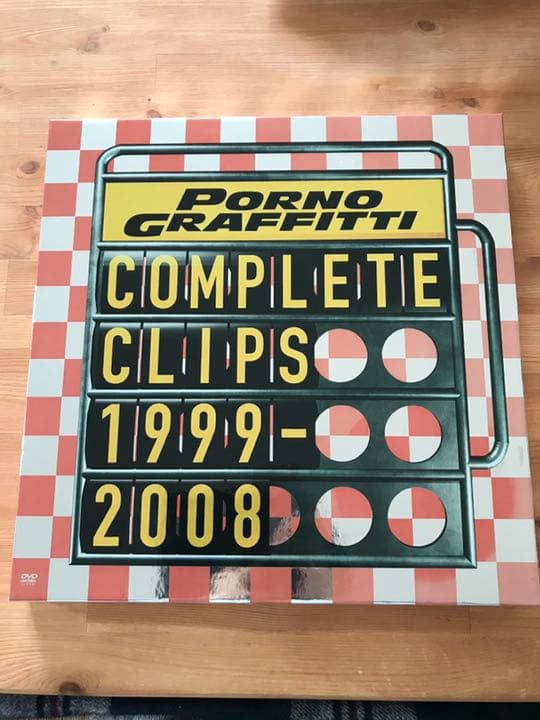 PORNO
GRAFFITTI
COMPLETE
CLIPS
1999-
2008
DVD